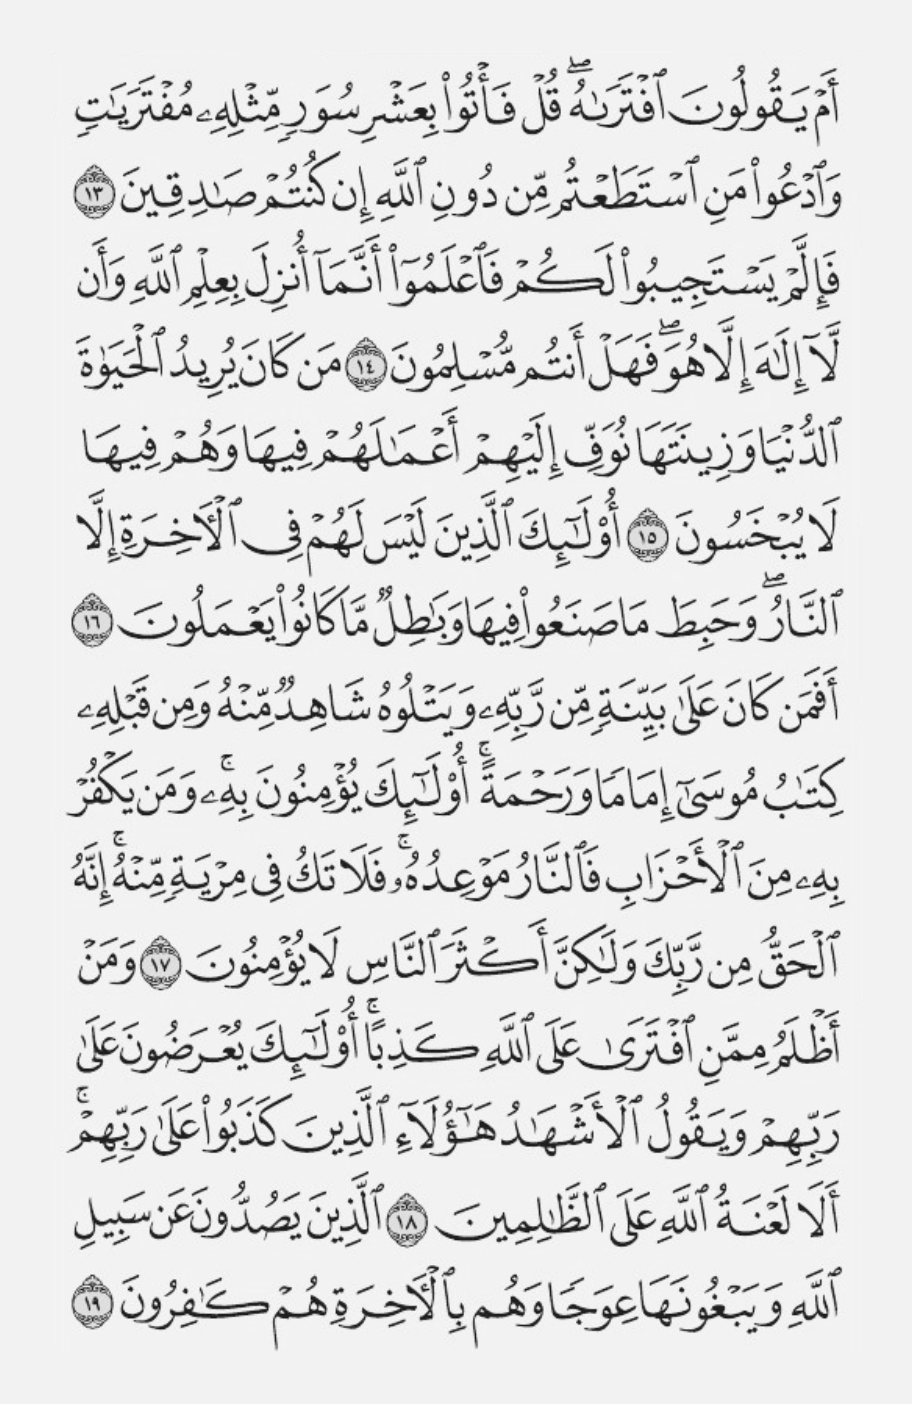 أَمۡ يَقُولُونَ ٱفۡتَرَىٰهُۖ قُلۡ فَأۡتُواْ بِعَشۡرِ سُوَرٖ مِّثۡلِهِۦ مُفۡتَرَيَٰتٖ
وَٱدۡعُواْ مَنِ ٱسۡتَطَعۡتُم مِّن دُونِ ٱللَّهِ إِن كُنتُمۡ صَٰدِقِينَ ١٣
فَإِلَّمۡ يَسۡتَجِيبُواْ لَكُمۡ فَٱعۡلَمُوٓاْ أَنَّمَآ أُنزِلَ بِعِلۡمِ ٱللَّهِ وَأَن
لَّآ إِلَٰهَ إِلَّا هُوَۖ فَهَلۡ أَنتُم مُّسۡلِمُونَ ١٤ مَن كَانَ يُرِيدُ ٱلۡحَيَوٰةَ
ٱلدُّنۡيَا وَزِينَتَهَا نُوَفِّ إِلَيۡهِمۡ أَعۡمَٰلَهُمۡ فِيهَا وَهُمۡ فِيهَا
لَا يُبۡخَسُونَ ١٥ أُوْلَٰٓئِكَ ٱلَّذِينَ لَيۡسَ لَهُمۡ فِي ٱلۡأٓخِرَةِ إِلَّا
ٱلنَّارُۖ وَحَبِطَ مَا صَنَعُواْ فِيهَا وَبَٰطِلٞ مَّا كَانُواْ يَعۡمَلُونَ ١٦
أَفَمَن كَانَ عَلَىٰ بَيِّنَةٖ مِّن رَّبِّهِۦ وَيَتۡلُوهُ شَاهِدٞ مِّنۡهُ وَمِن قَبۡلِهِۦ
كِتَٰبُ مُوسَىٰٓ إِمَامٗا وَرَحۡمَةًۚ أُوْلَٰٓئِكَ يُؤۡمِنُونَ بِهِۦۚ وَمَن يَكۡفُرۡ
بِهِۦ مِنَ ٱلۡأَحۡزَابِ فَٱلنَّارُ مَوۡعِدُهُۥۚ فَلَا تَكُ فِي مِرۡيَةٖ مِّنۡهُۚ إِنَّهُ
ٱلۡحَقُّ مِن رَّبِّكَ وَلَٰكِنَّ أَكۡثَرَ ٱلنَّاسِ لَا يُؤۡمِنُونَ ١٧ وَمَنۡ
أَظۡلَمُ مِمَّنِ ٱفۡتَرَىٰ عَلَى ٱللَّهِ كَذِبًاۚ أُوْلَٰٓئِكَ يُعۡرَضُونَ عَلَىٰ
رَبِّهِمۡ وَيَقُولُ ٱلۡأَشۡهَٰدُ هَٰٓؤُلَآءِ ٱلَّذِينَ كَذَبُواْ عَلَىٰ رَبِّهِمۡۚ
أَلَا لَعۡنَةُ ٱللَّهِ عَلَى ٱلظَّٰلِمِينَ ١٨ ٱلَّذِينَ يَصُدُّونَ عَن سَبِيلِ
ٱللَّهِ وَيَبۡغُونَهَا عِوَجٗا وَهُم بِٱلۡأٓخِرَةِ هُمۡ كَٰفِرُونَ ١٩